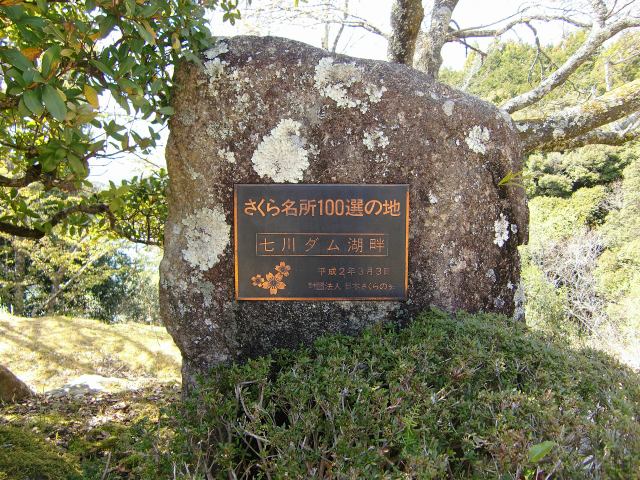 さくら名所100選の地
七川ダム湖畔
平成2年3月3日
財団法人 日本さくらの会